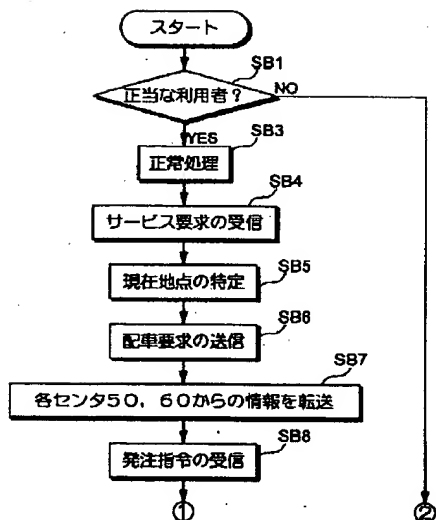 スタート
SB1
正当な利用者?
NO
YES
SB3
正常処理
SB4
サービス要求の受信
SB5
現在地点の特定
SB6
配車要求の送信
SB7
各センタ50,60からの情報を転送
SB8
発注指令の受信
①
②